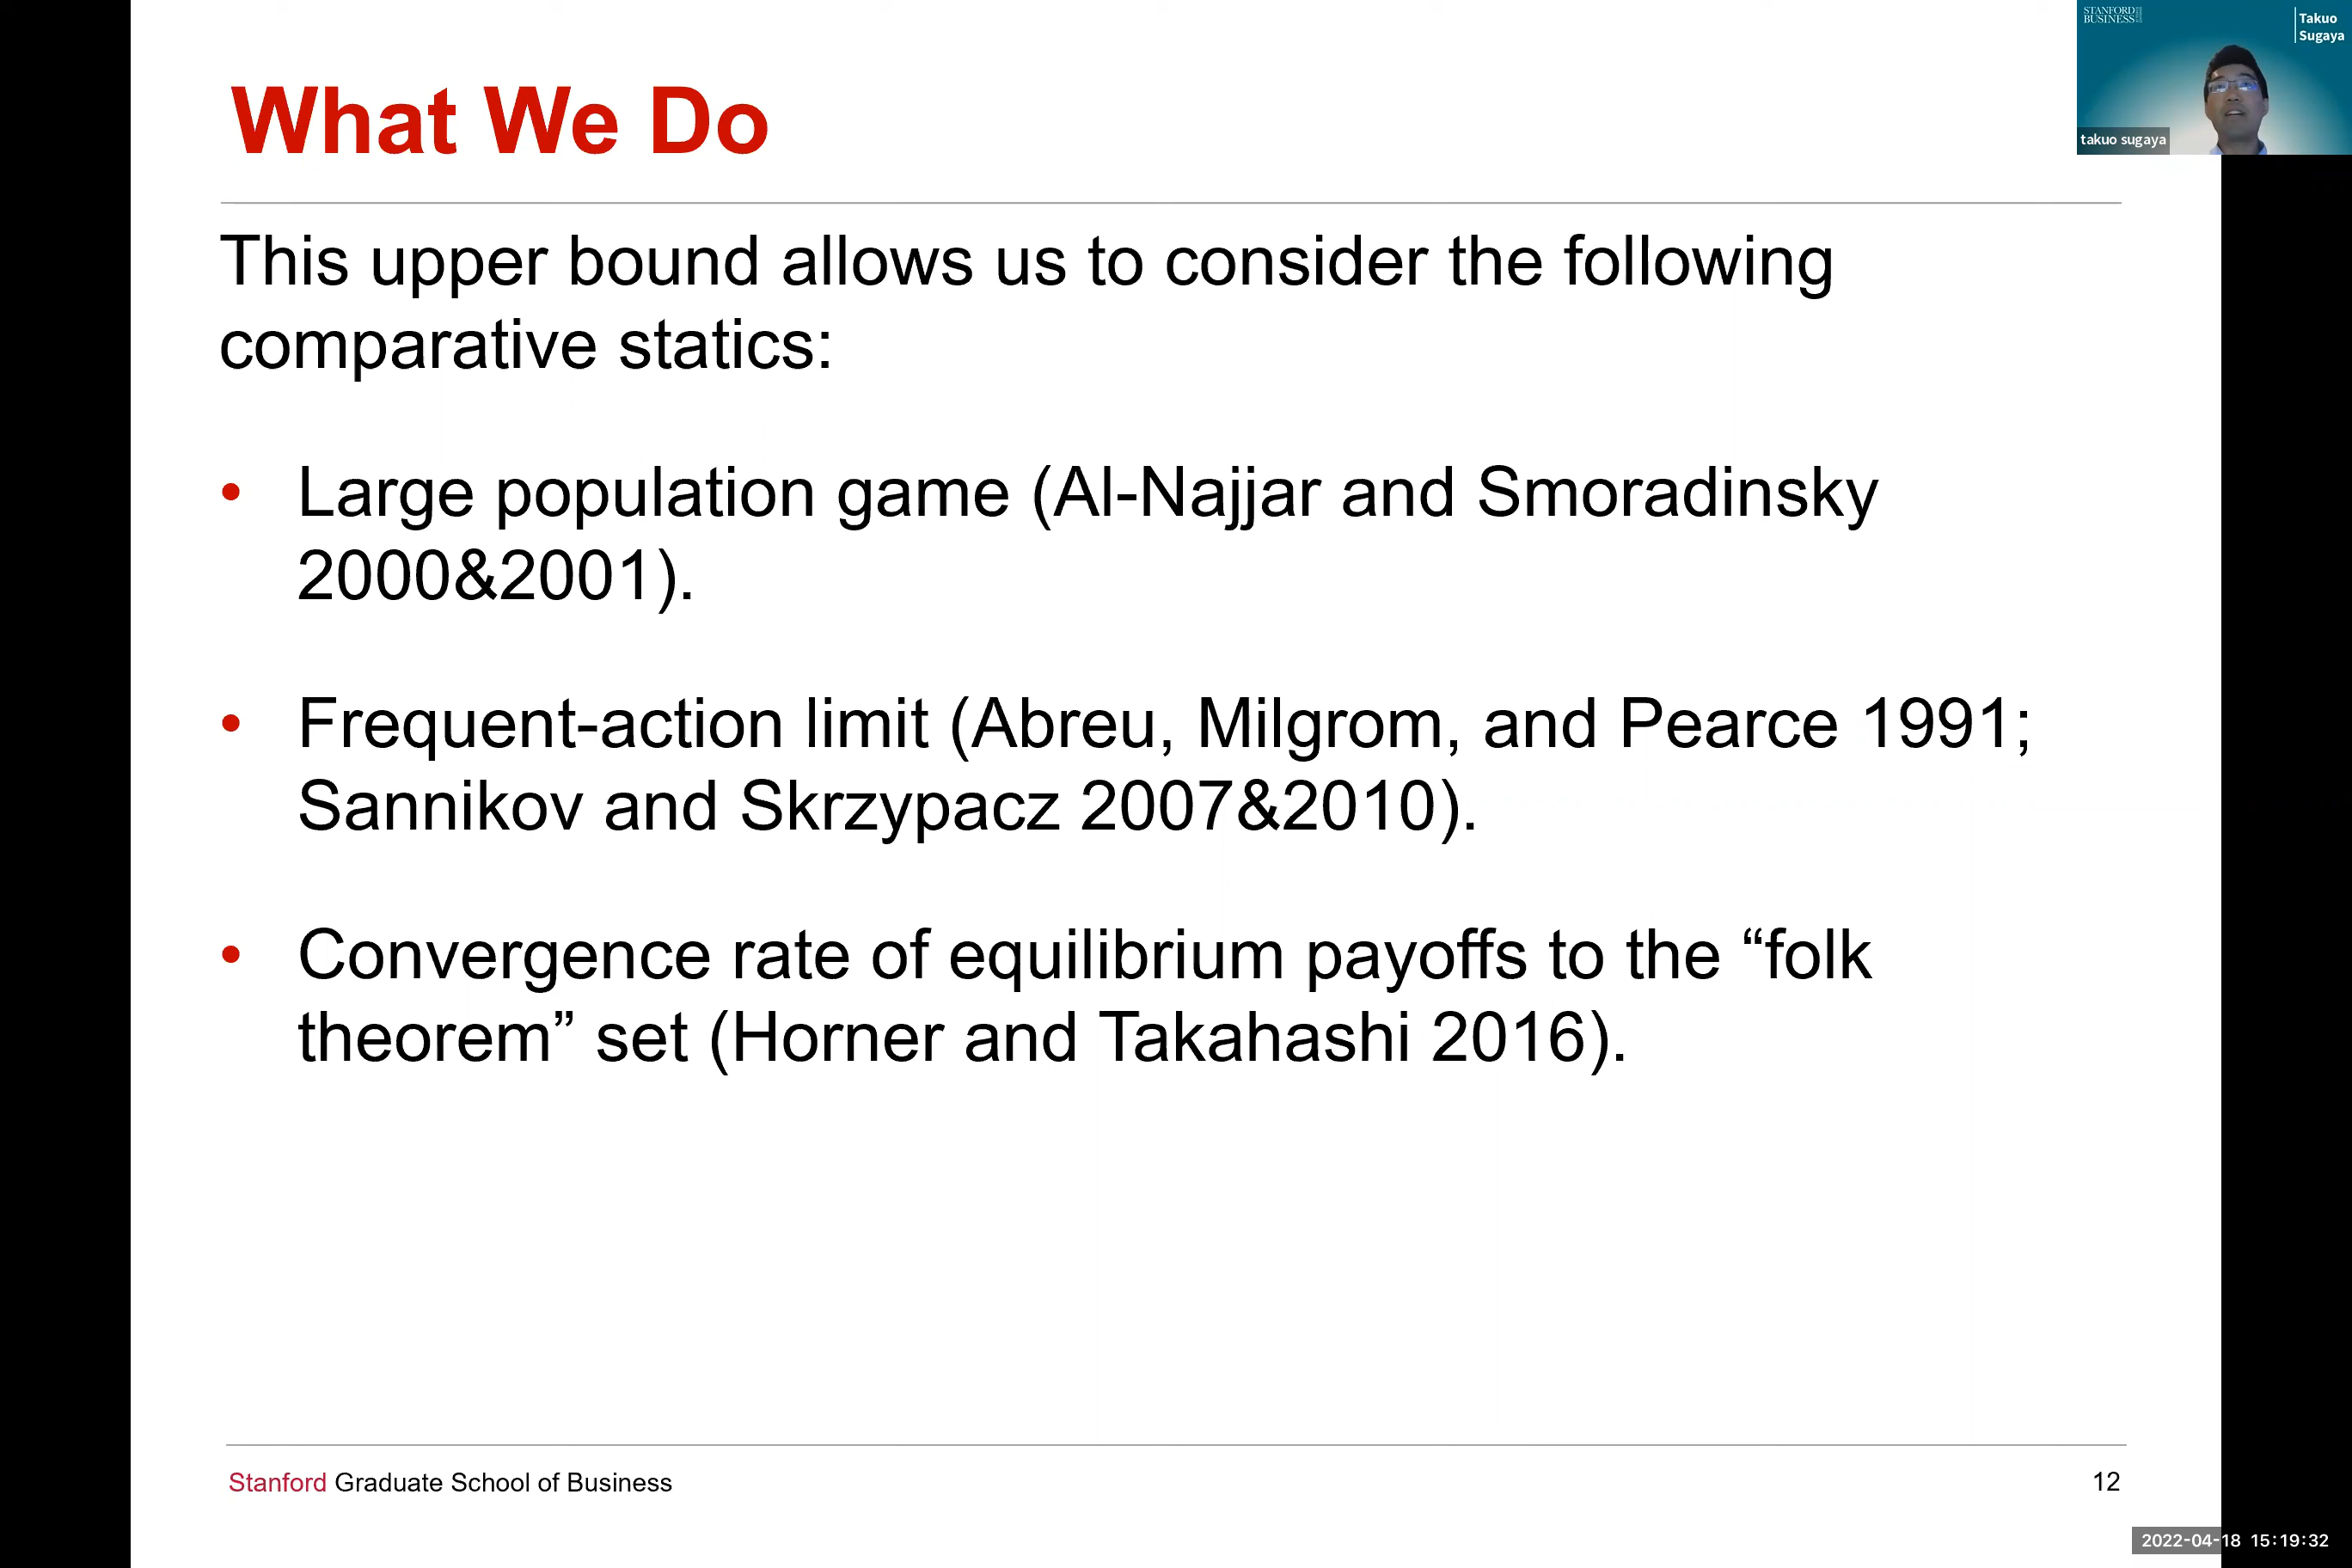 STANFORD
BUSINESS
Takuo
Sugaya
takuo sugaya
What We Do
This upper bound allows us to consider the following
comparative statics:
• Large population game (Al-Najjar and Smoradinsky
2000&2001).
• Frequent-action limit (Abreu, Milgrom, and Pearce 1991;
Sannikov and Skrzypacz 2007&2010).
• Convergence rate of equilibrium payoffs to the “folk
theorem” set (Horner and Takahashi 2016).
Stanford Graduate School of Business
12
2022-04-18 15:19:32